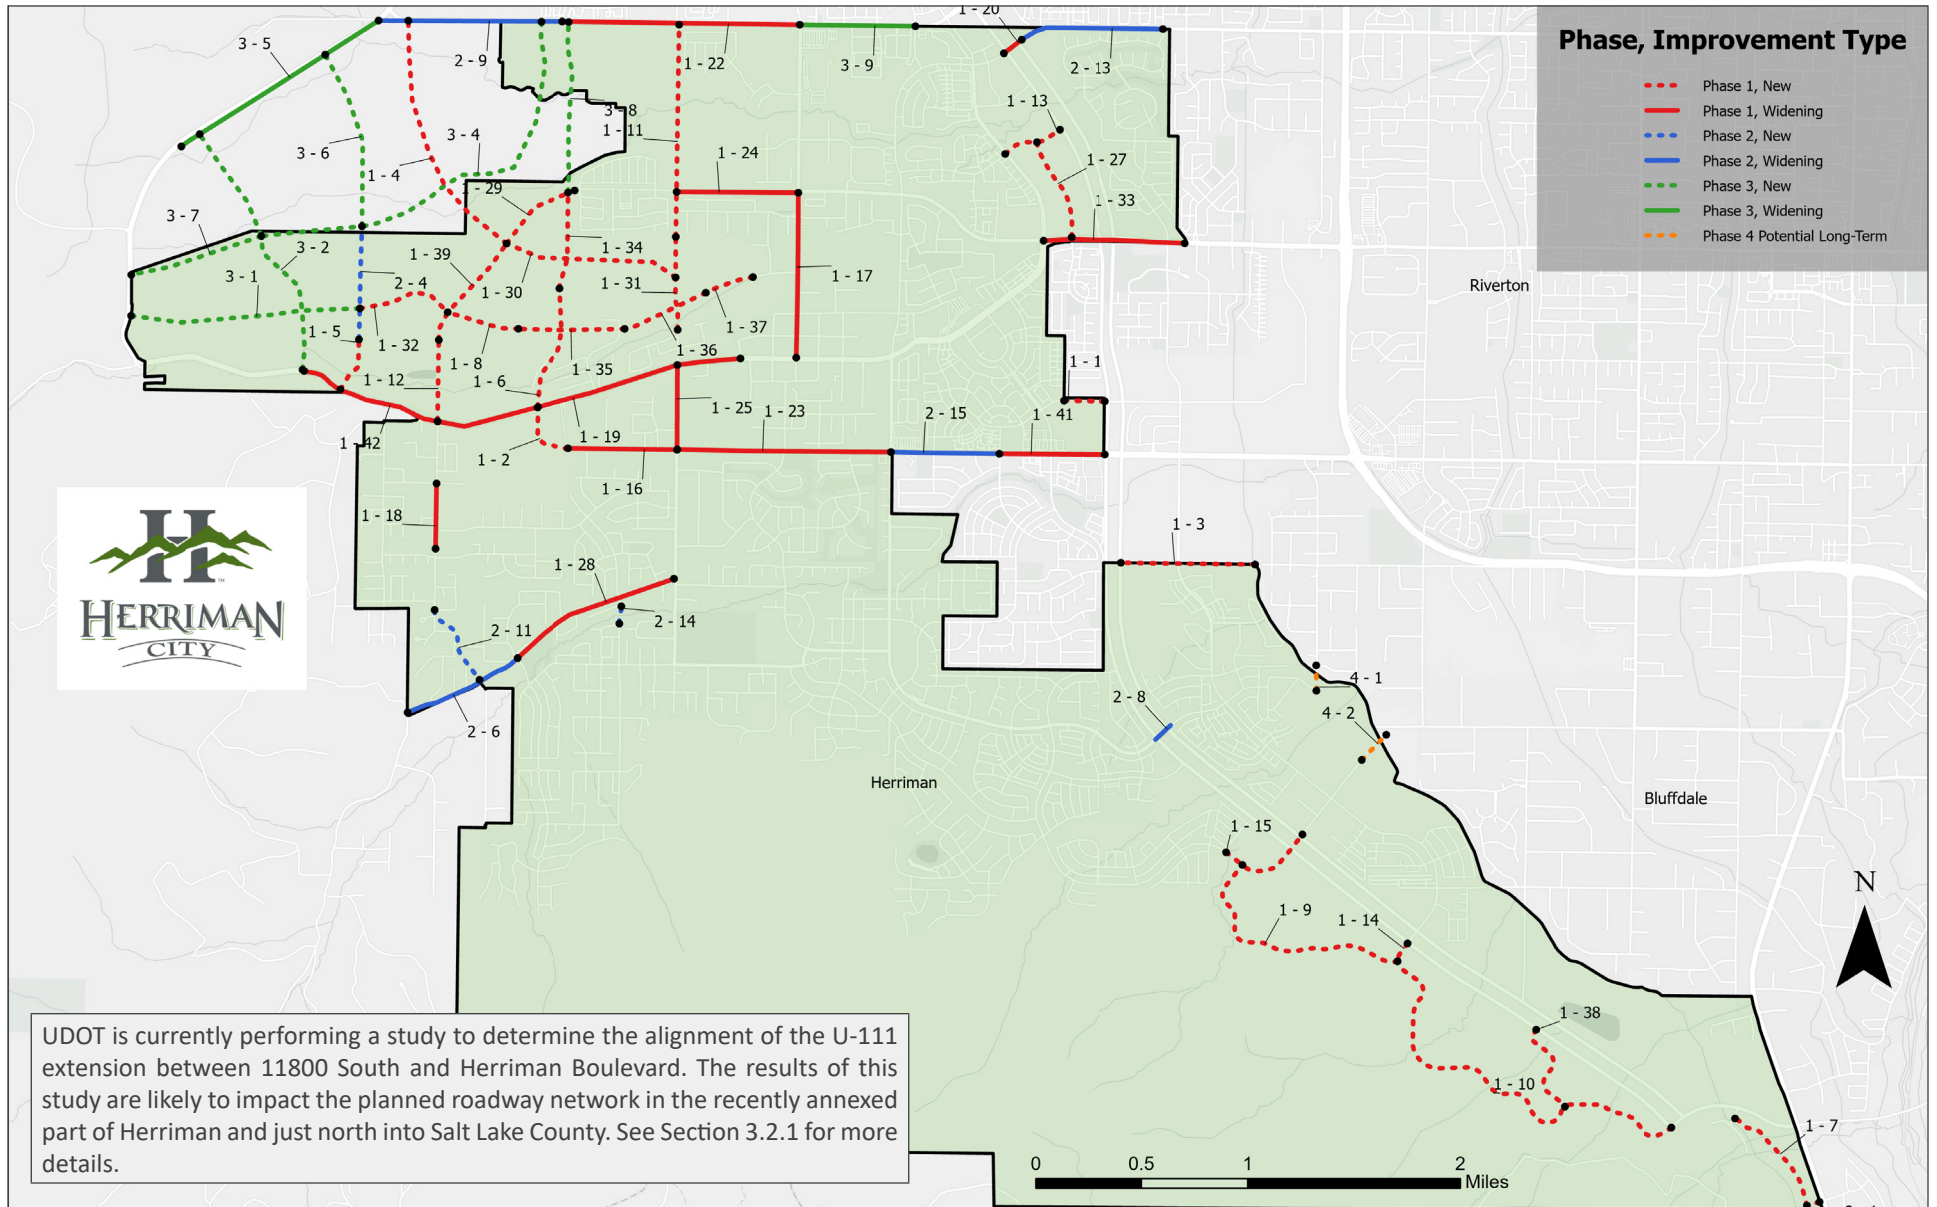 1 - 20
3 - 5
2 - 9
1 - 22
3 - 9
2 - 13
Phase, Improvement Type
Phase 1, New
Phase 1, Widening
Phase 2, New
Phase 2, Widening
Phase 3, New
Phase 3, Widening
Phase 4 Potential Long-Term
3 - 8
1 - 13
3 - 4
1 - 11
3 - 6
1 - 24
1 - 27
1 - 4
1 - 29
1 - 33
3 - 7
3 - 2
1 - 34
1 - 39
3 - 1
2 - 4
1 - 30
1 - 31
1 - 17
Riverton
1 - 5
1 - 32
1 - 37
1 - 8
1 - 36
1 - 35
1 - 1
1 - 12
1 - 6
1 - 25
1 - 23
2 - 15
1 - 41
1 - 42
1 - 19
1 - 2
1 - 16
1 - 18
1 - 3
H
HERRIMAN
CITY
1 - 28
2 - 14
2 - 11
4 - 1
2 - 8
4 - 2
2 - 6
Herriman
Bluffdale
1 - 15
N
1 - 9
1 - 14
1 - 38
1 - 10
1 - 7
UDOT is currently performing a study to determine the alignment of the U-111
extension between 11800 South and Herriman Boulevard. The results of this
study are likely to impact the planned roadway network in the recently annexed
part of Herriman and just north into Salt Lake County. See Section 3.2.1 for more
details.
0 0.5 1 2
Miles